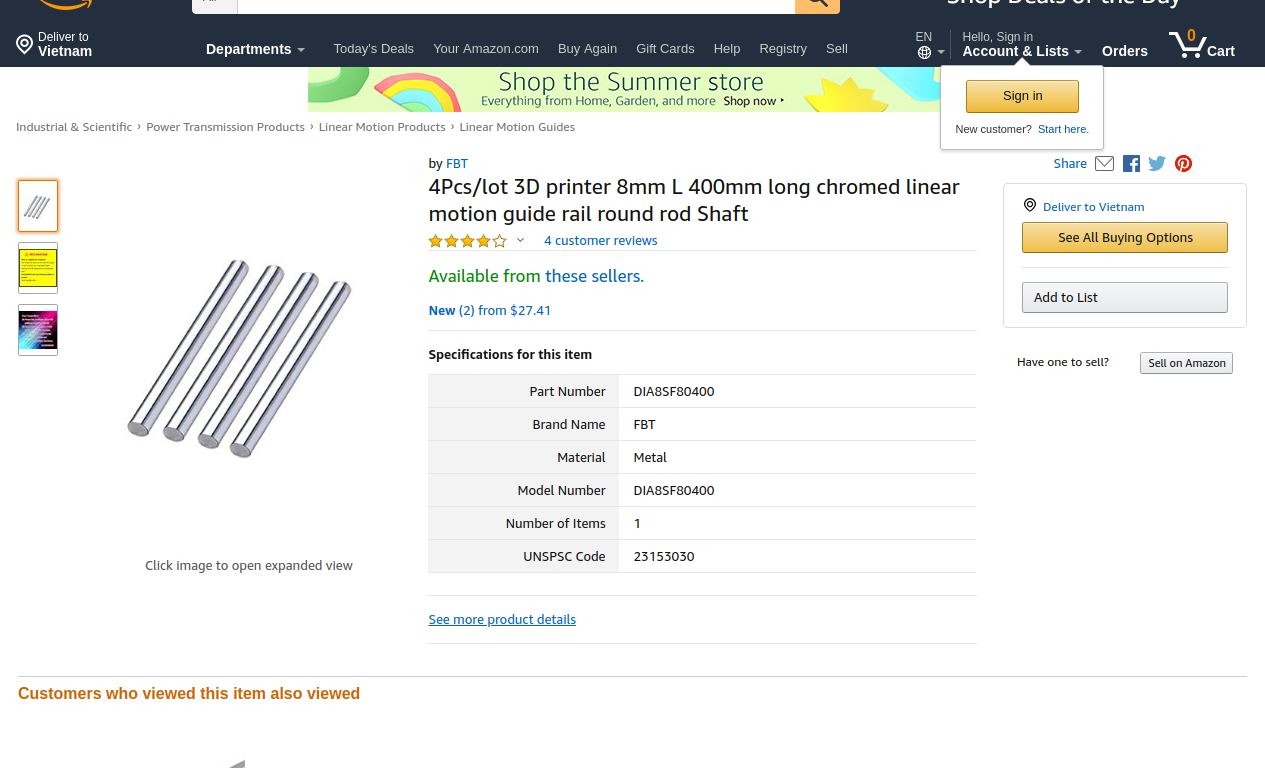 Shop Deals of the Day
Deliver to
Vietnam
Departments
Today's Deals
Your Amazon.com
Buy Again
Gift Cards
Help
Registry
Sell
EN
Hello, Sign in
Account & Lists
Orders
0
Cart
Shop the Summer store
Everything from Home, Garden, and more Shop now
Sign in
New customer? Start here.
Industrial & Scientific › Power Transmission Products › Linear Motion Products › Linear Motion Guides
by FBT
4Pcs/lot 3D printer 8mm L 400mm long chromed linear
motion guide rail round rod Shaft
4 customer reviews
Available from these sellers.
New (2) from $27.41
Specifications for this item
Part Number DIA8SF80400
Brand Name FBT
Material Metal
Model Number DIA8SF80400
Number of Items 1
UNSPSC Code 23153030
See more product details
Click image to open expanded view
Share
Deliver to Vietnam
See All Buying Options
Add to List
Have one to sell?
Sell on Amazon
Customers who viewed this item also viewed